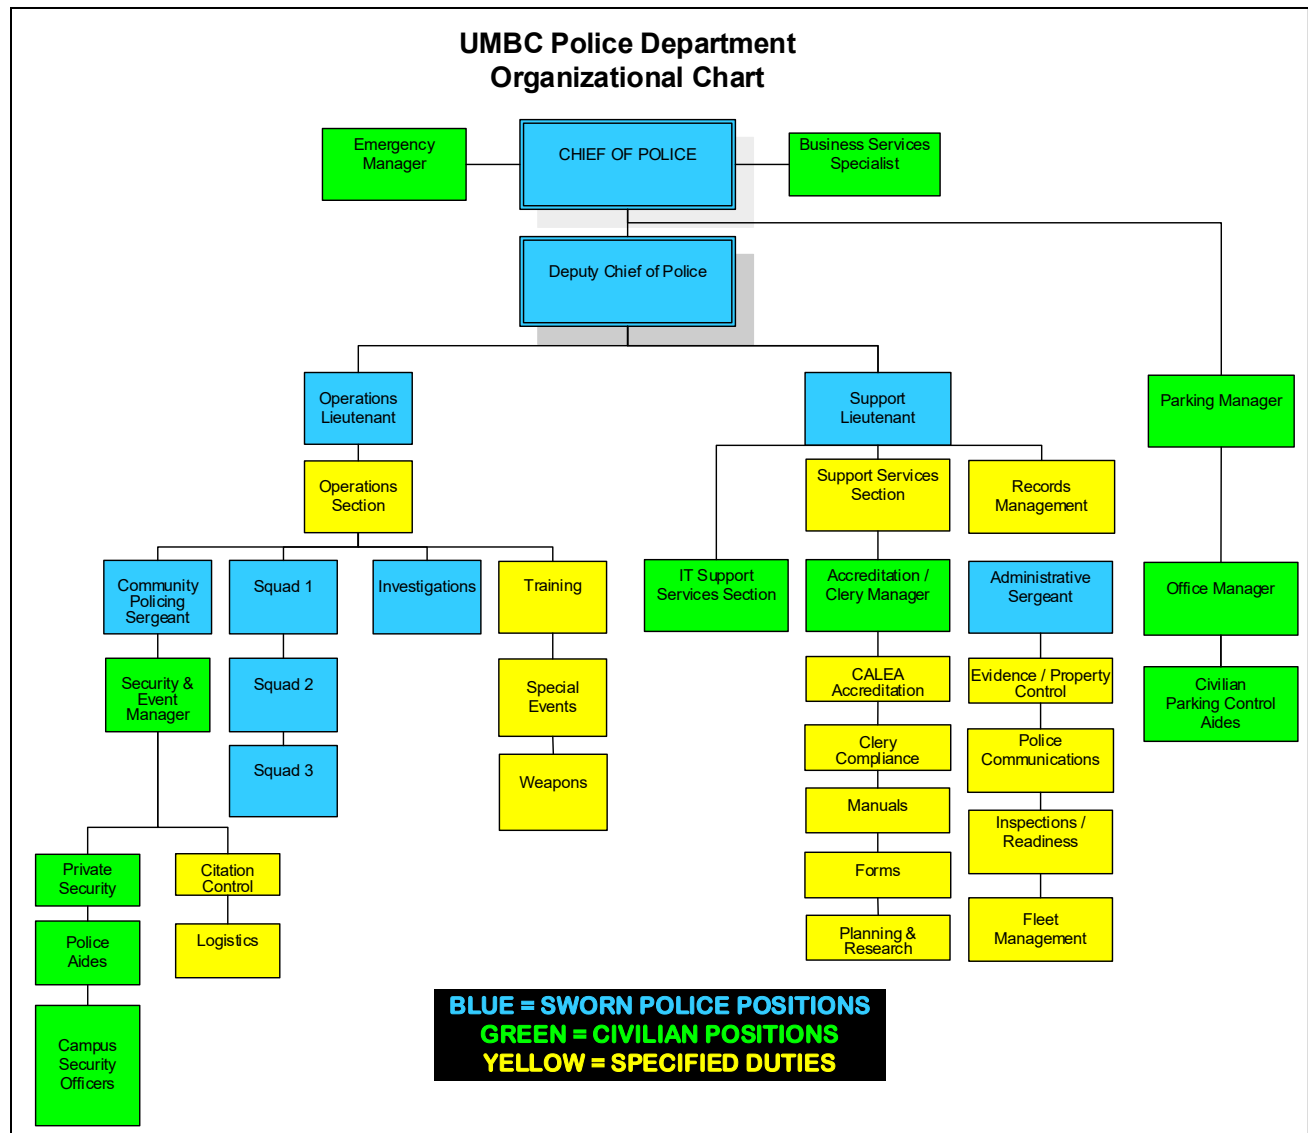 UMBC Police Department
Organizational Chart
Emergency
Manager
CHIEF OF POLICE
Business Services
Specialist
Deputy Chief of Police
Operations
Lieutenant
Support
Lieutenant
Parking Manager
Operations
Section
Support Services
Section
Records
Management
Community
Policing
Sergeant
Squad 1
Investigations
Training
IT Support
Services Section
Accreditation /
Clery Manager
Administrative
Sergeant
Office Manager
Security &
Event
Manager
Squad 2
Special
Events
CALEA
Accreditation
Evidence / Property
Control
Civilian
Parking Control
Aides
Squad 3
Weapons
Clery
Compliance
Police
Communications
Manuals
Inspections /
Readiness
Private
Security
Citation
Control
Forms
Police
Aides
Logistics
Planning &
Research
Fleet
Management
Campus
Security
Officers
BLUE = SWORN POLICE POSITIONS
GREEN = CIVILIAN POSITIONS
YELLOW = SPECIFIED DUTIES